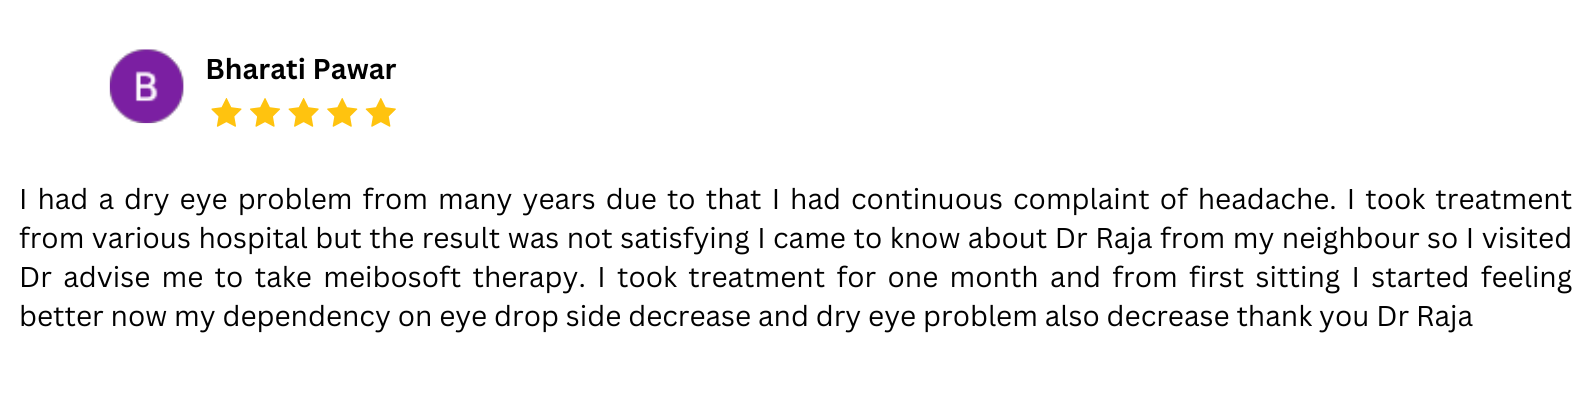 B
Bharati Pawar
I had a dry eye problem from many years due to that I had continuous complaint of headache. I took treatment
from various hospital but the result was not satisfying I came to know about Dr Raja from my neighbour so I visited
Dr advise me to take meibosoft therapy. I took treatment for one month and from first sitting I started feeling
better now my dependency on eye drop side decrease and dry eye problem also decrease thank you Dr Raja